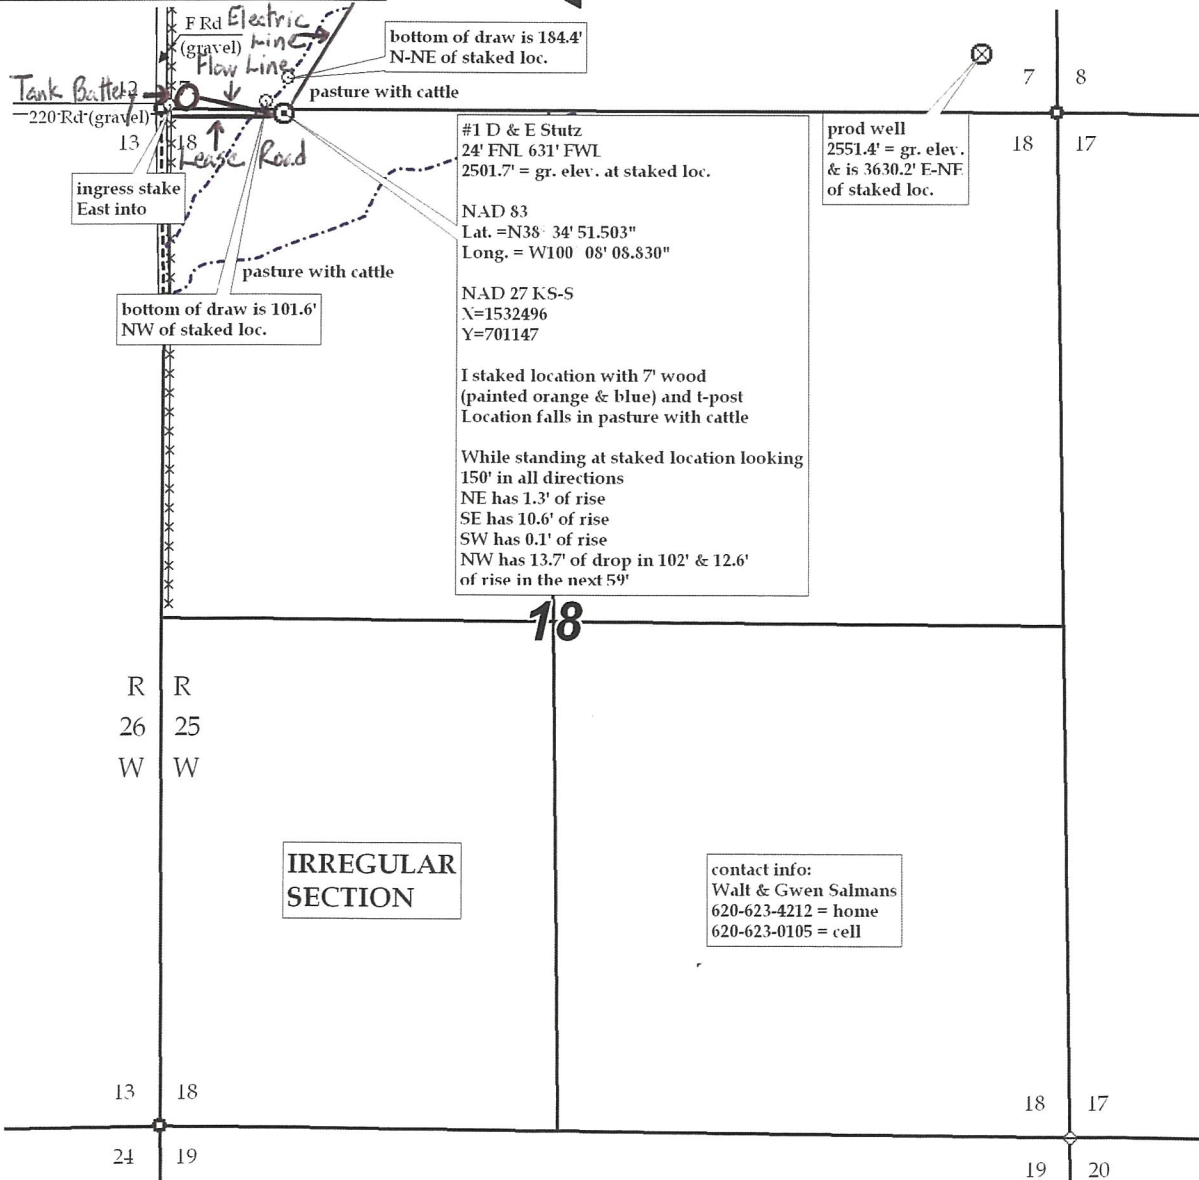 F Rd
(gravel)
Electric
Line
Flow Line
bottom of draw is 184.4'
N-NE of staked loc.
pasture with cattle
Tank
220 Rd (gravel)
13
18
Lease Road
ingress stake
East into
pasture with cattle
bottom of draw is 101.6'
NW of staked loc.
#1 D & E Stutz
24' FNL 631' FWL
2501.7' = gr. elev. at staked loc.
NAD 83
Lat. =N38 34' 51.503"
Long. = W100 08' 08.830"
NAD 27 KS-S
X=1532496
Y=701147
I staked location with 7' wood
(painted orange & blue) and t-post
Location falls in pasture with cattle
While standing at staked location looking
150' in all directions
NE has 1.3' of rise
SE has 10.6' of rise
SW has 0.1' of rise
NW has 13.7' of drop in 102' & 12.6'
of rise in the next 59'
prod well
2551.4' = gr. elev.
& is 3630.2' E-NE
of staked loc.
7 8
18 17
18
R R
26 25
W W
IRREGULAR
SECTION
contact info:
Walt & Gwen Salmans
620-623-4212 = home
620-623-0105 = cell
13 18
24 19
18 17
19 20